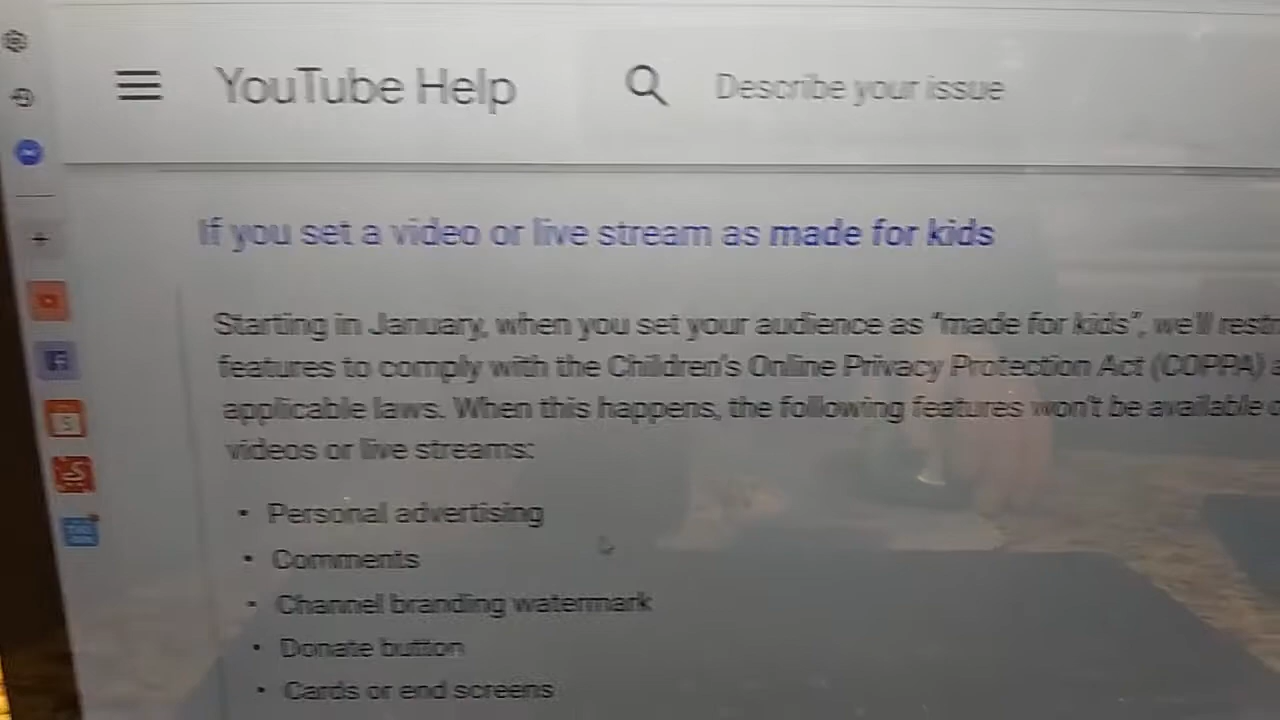 YouTube Help
Describe your issue
If you set a video or live stream as made for kids
Starting in January, when you set your audience as "made for kids", we'll restr
features to comply with the Children's Online Privacy Protection Act (COPPA) a
applicable laws. When this happens, the following features won't be available o
videos or live streams:
• Personal advertising
• Comments
• Channel branding watermark
• Donate button
• Cards or end screens